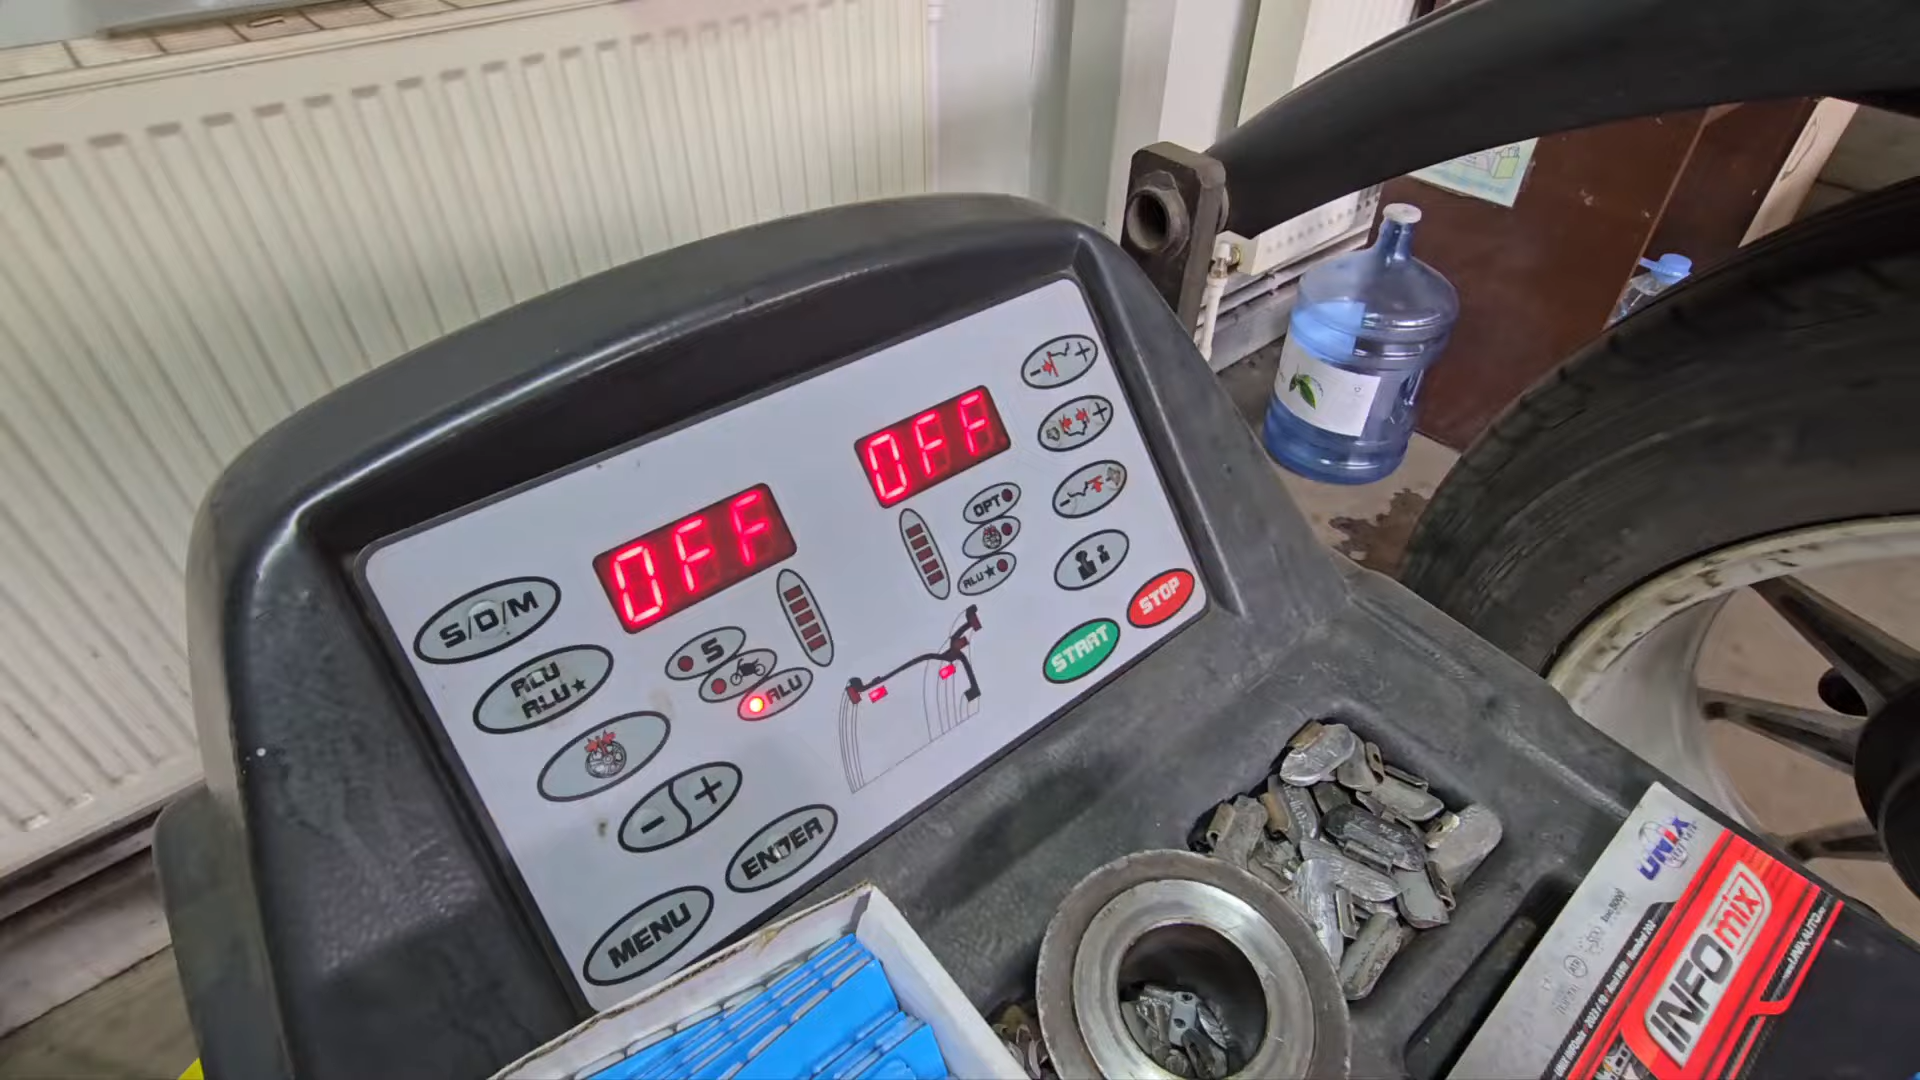 OFF
OFF
S/D/M
ALU
ALU★
S
ALU
OPT
ALU★
- +
ENTER
MENU
- +
+
-
START
STOP
UNIX
INFOmix